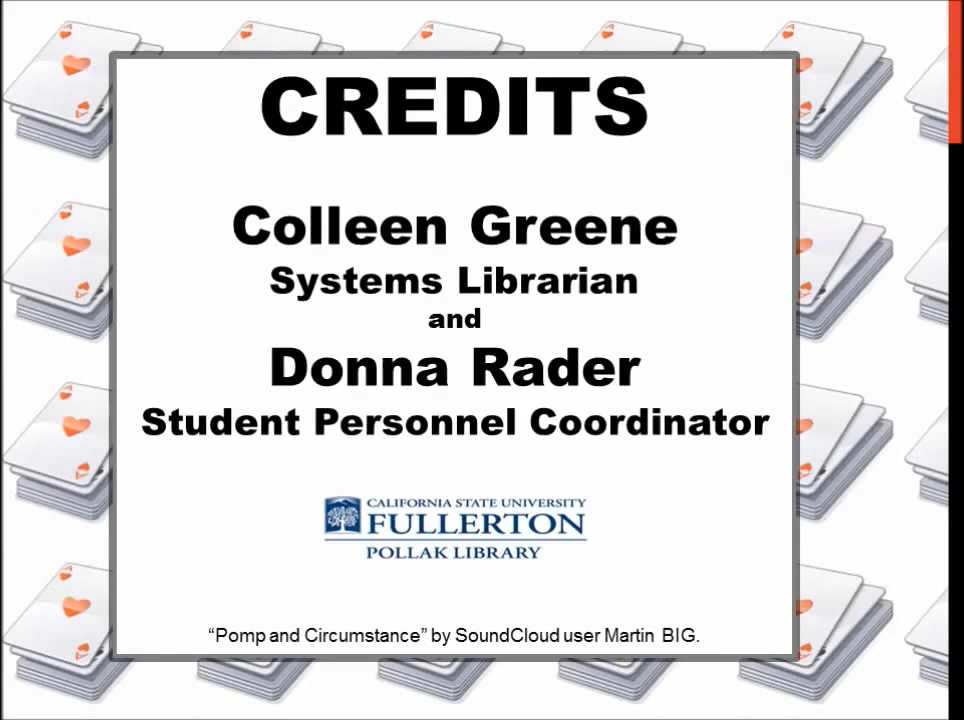 CREDITS
Colleen Greene
Systems Librarian
and
Donna Rader
Student Personnel Coordinator
CALIFORNIA STATE UNIVERSITY
FULLERTON
POLLAK LIBRARY
“Pomp and Circumstance” by SoundCloud user Martin BIG.